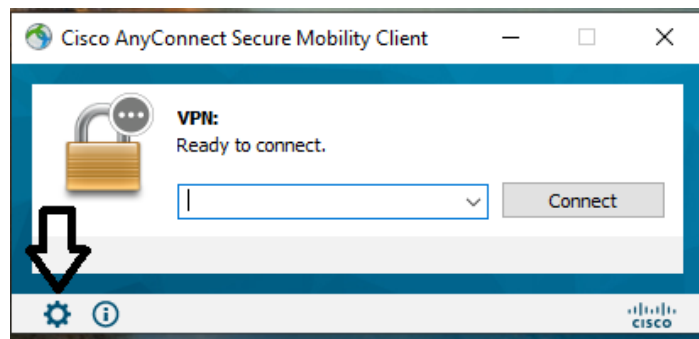 Cisco AnyConnect Secure Mobility Client
VPN:
Ready to connect.
Connect
CISCO